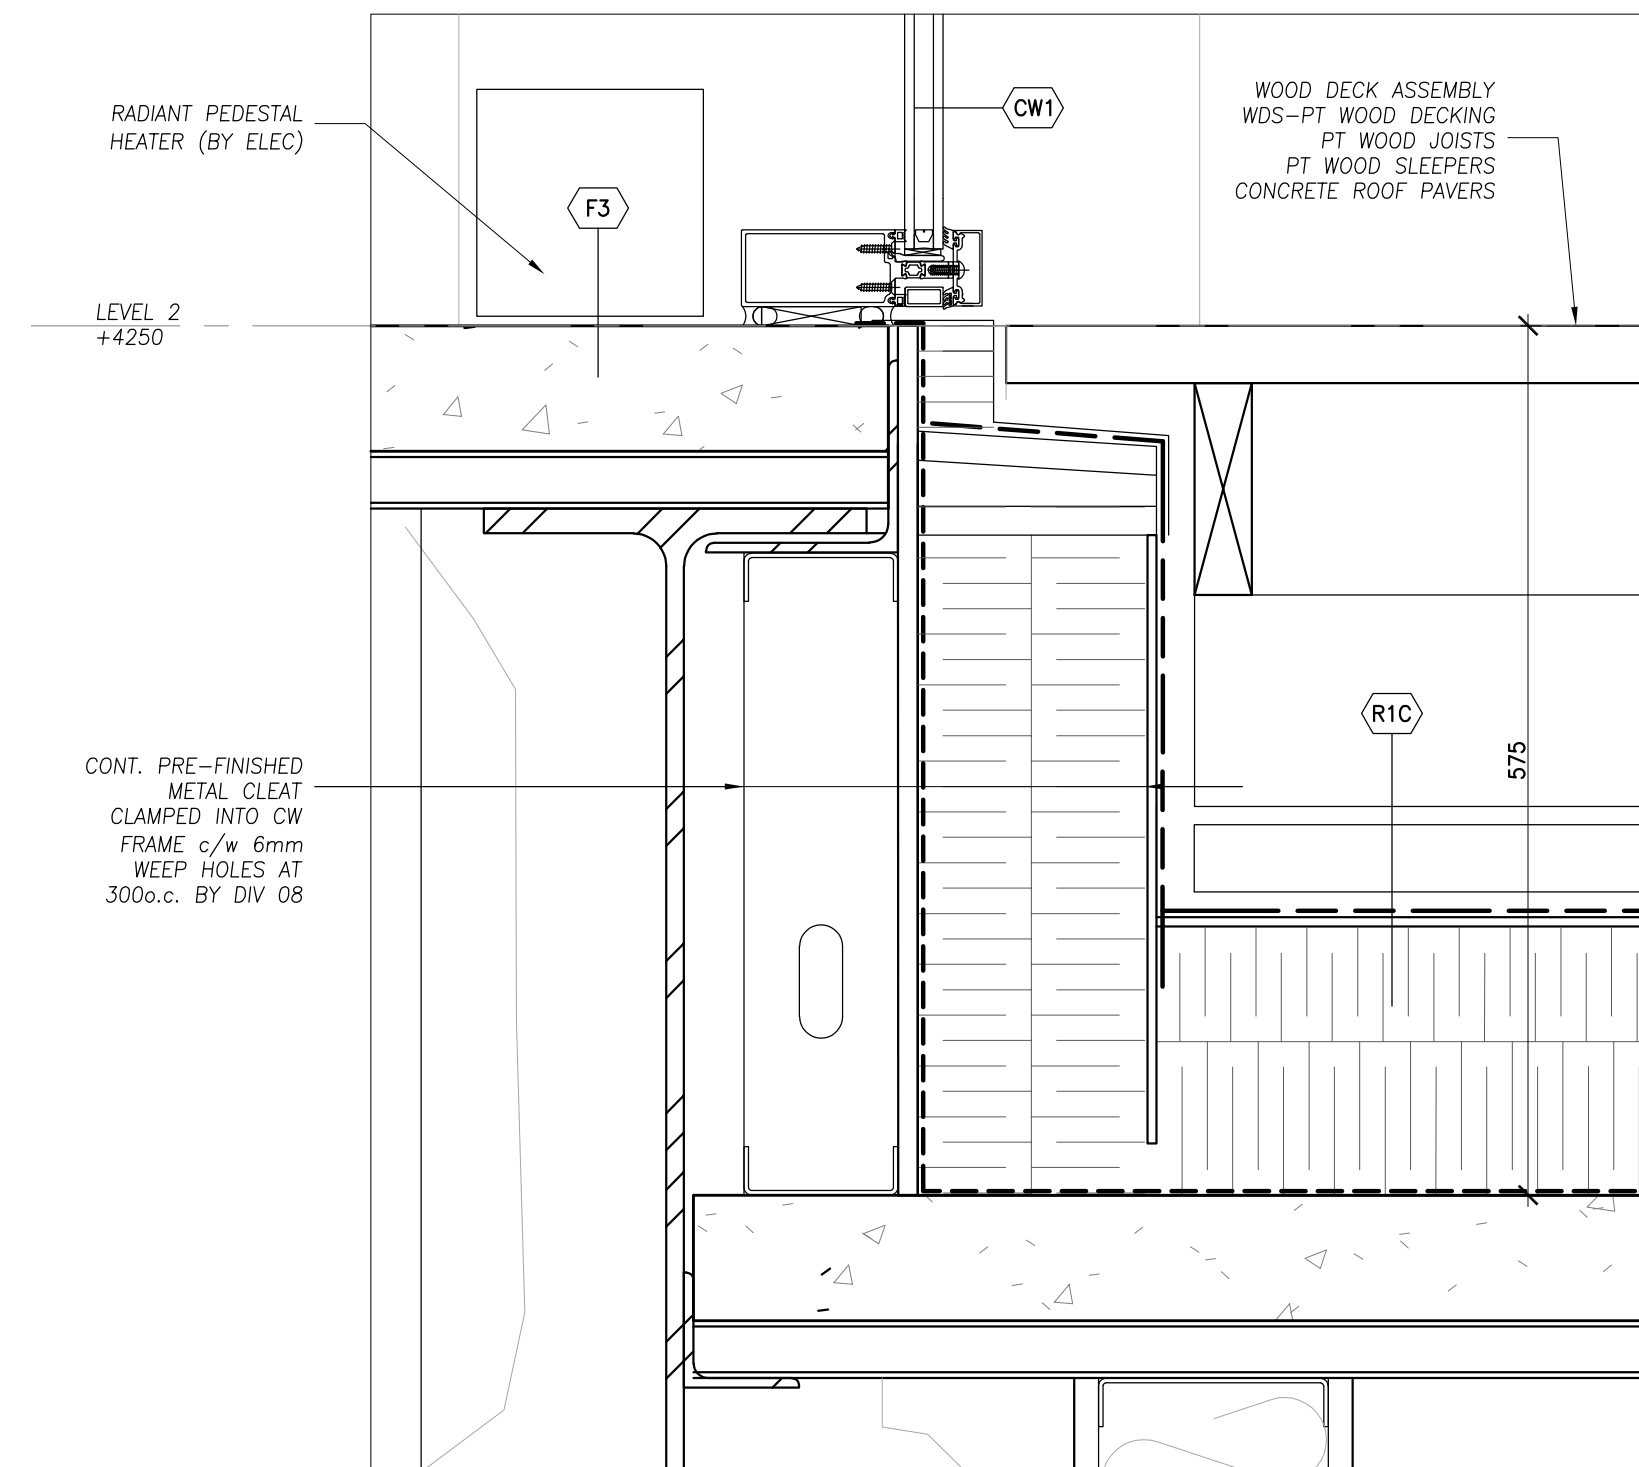 RADIANT PEDESTAL
HEATER (BY ELEC)
CW1
WOOD DECK ASSEMBLY
WDS-PT WOOD DECKING
PT WOOD JOISTS
PT WOOD SLEEPERS
CONCRETE ROOF PAVERS
F3
LEVEL 2
+4250
R1C
575
CONT. PRE-FINISHED
METAL CLEAT
CLAMPED INTO CW
FRAME c/w 6mm
WEEP HOLES AT
300o.c. BY DIV 08